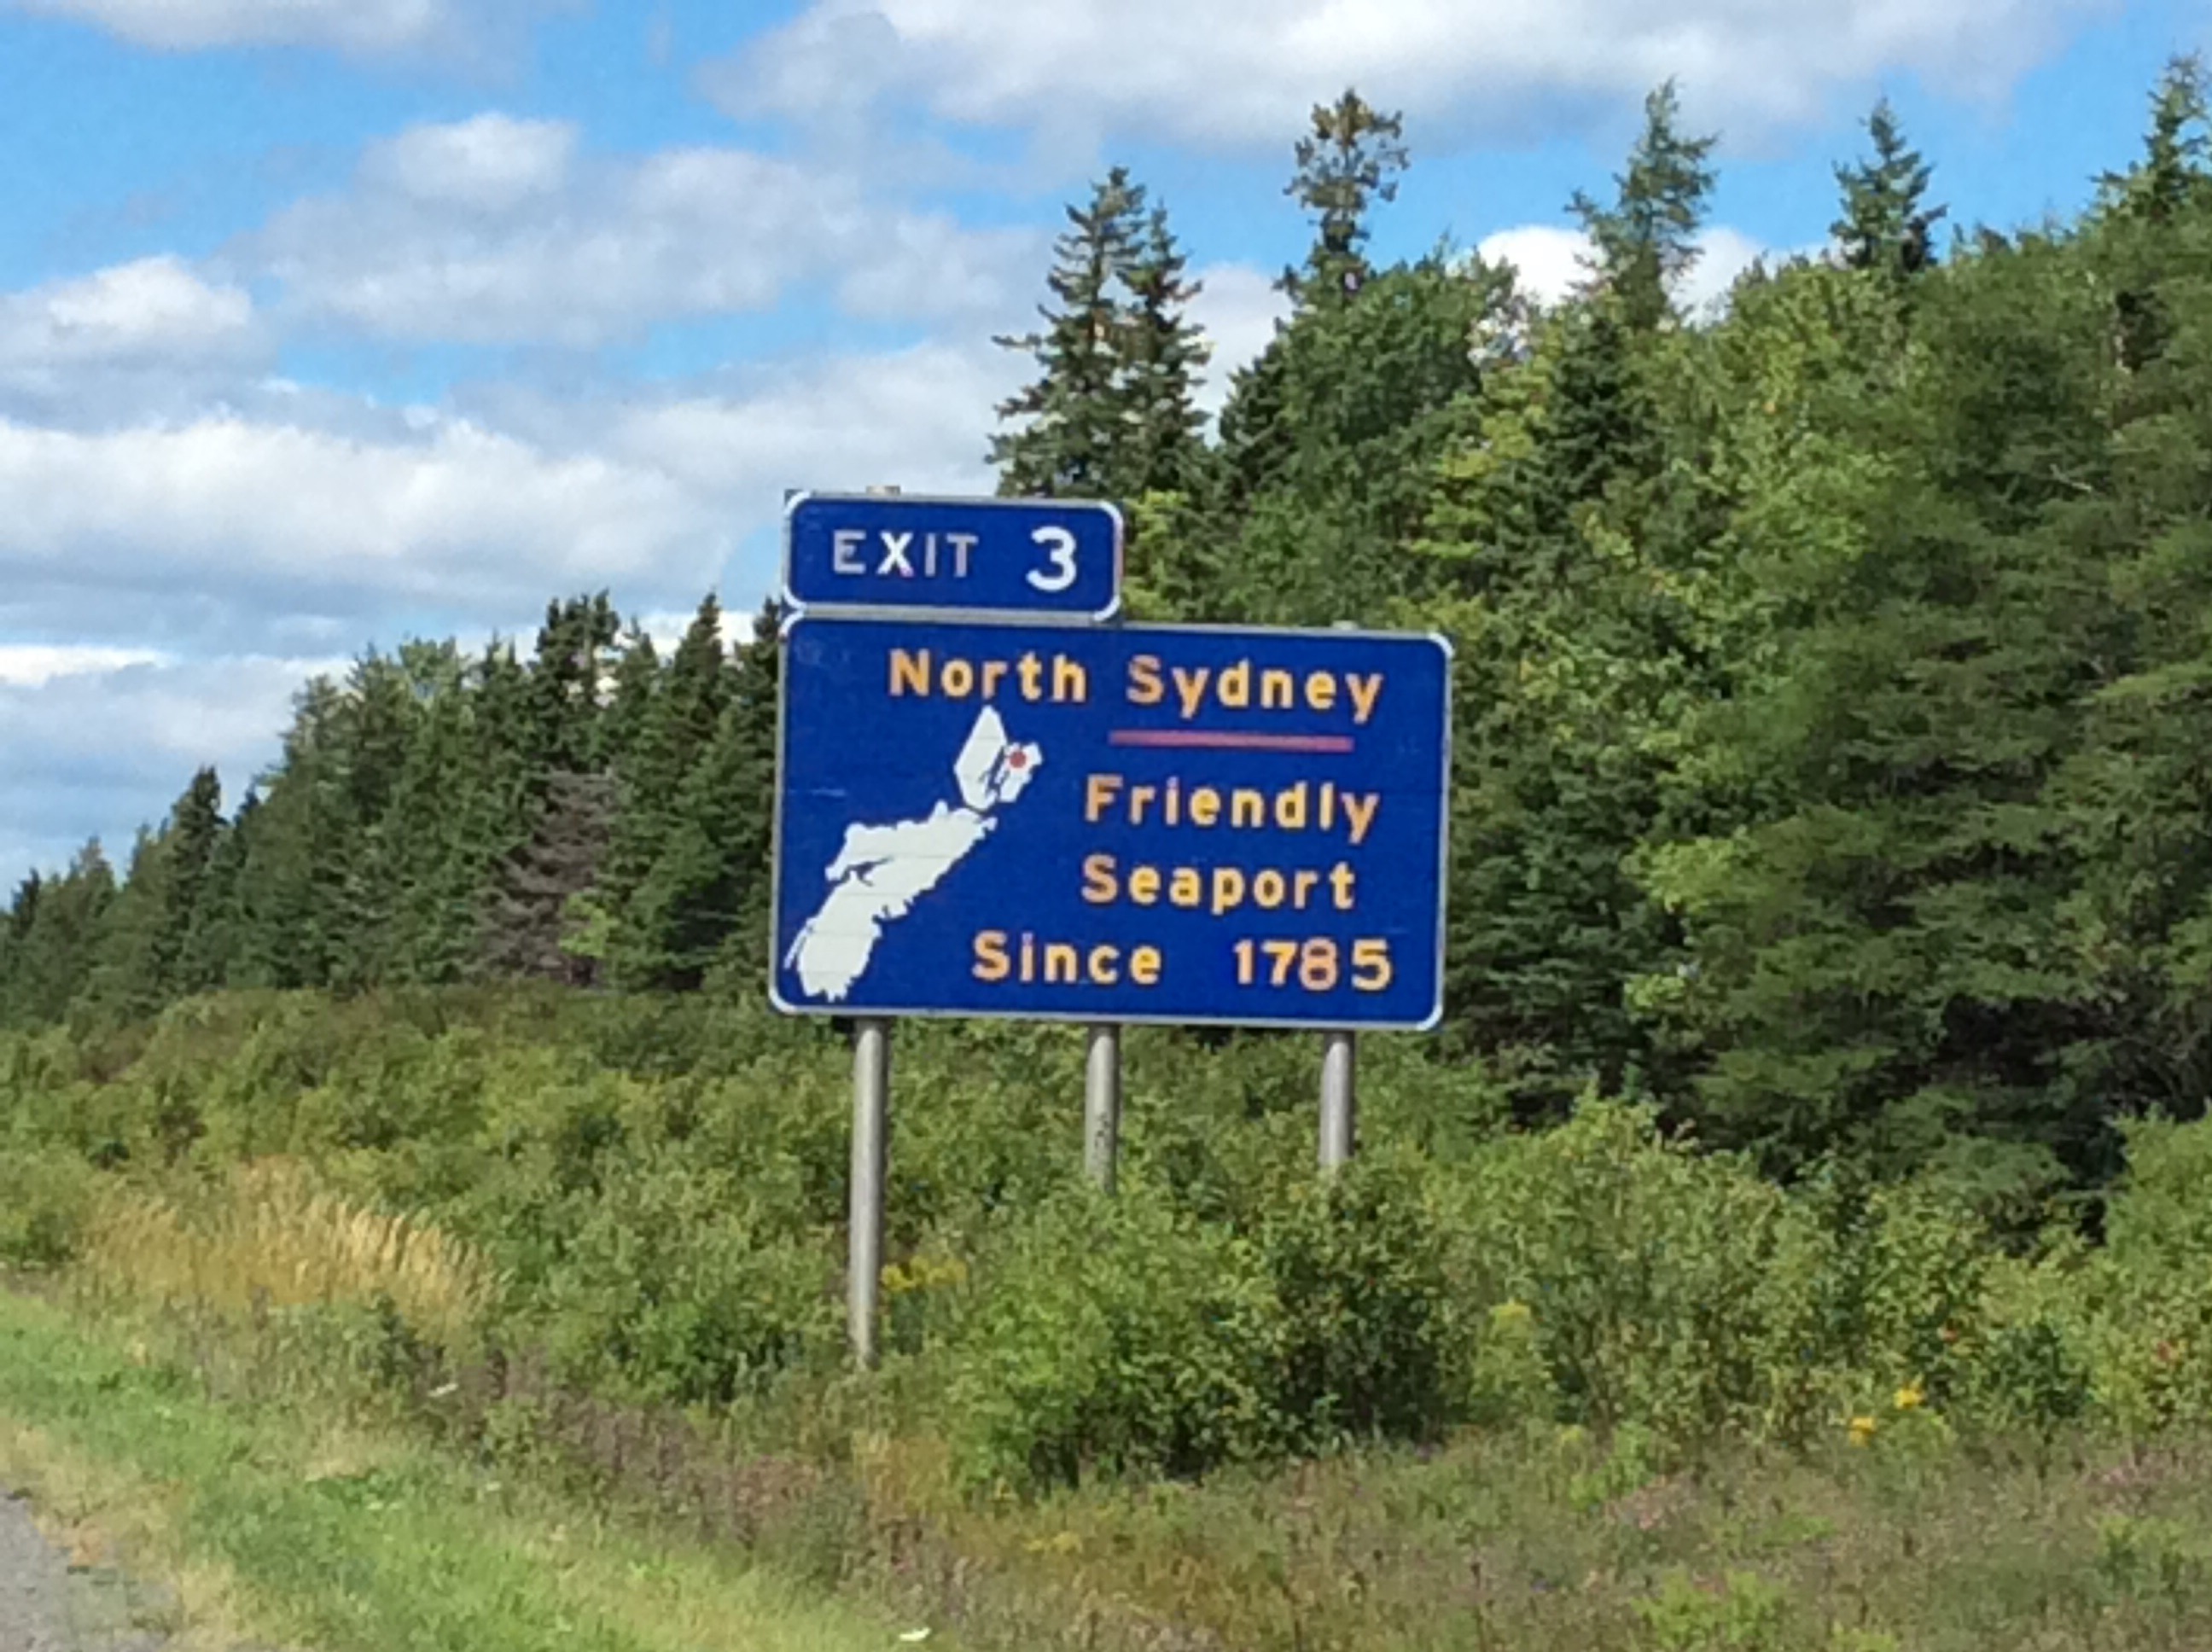 EXIT 3
North Sydney
Friendly
Seaport
Since 1785